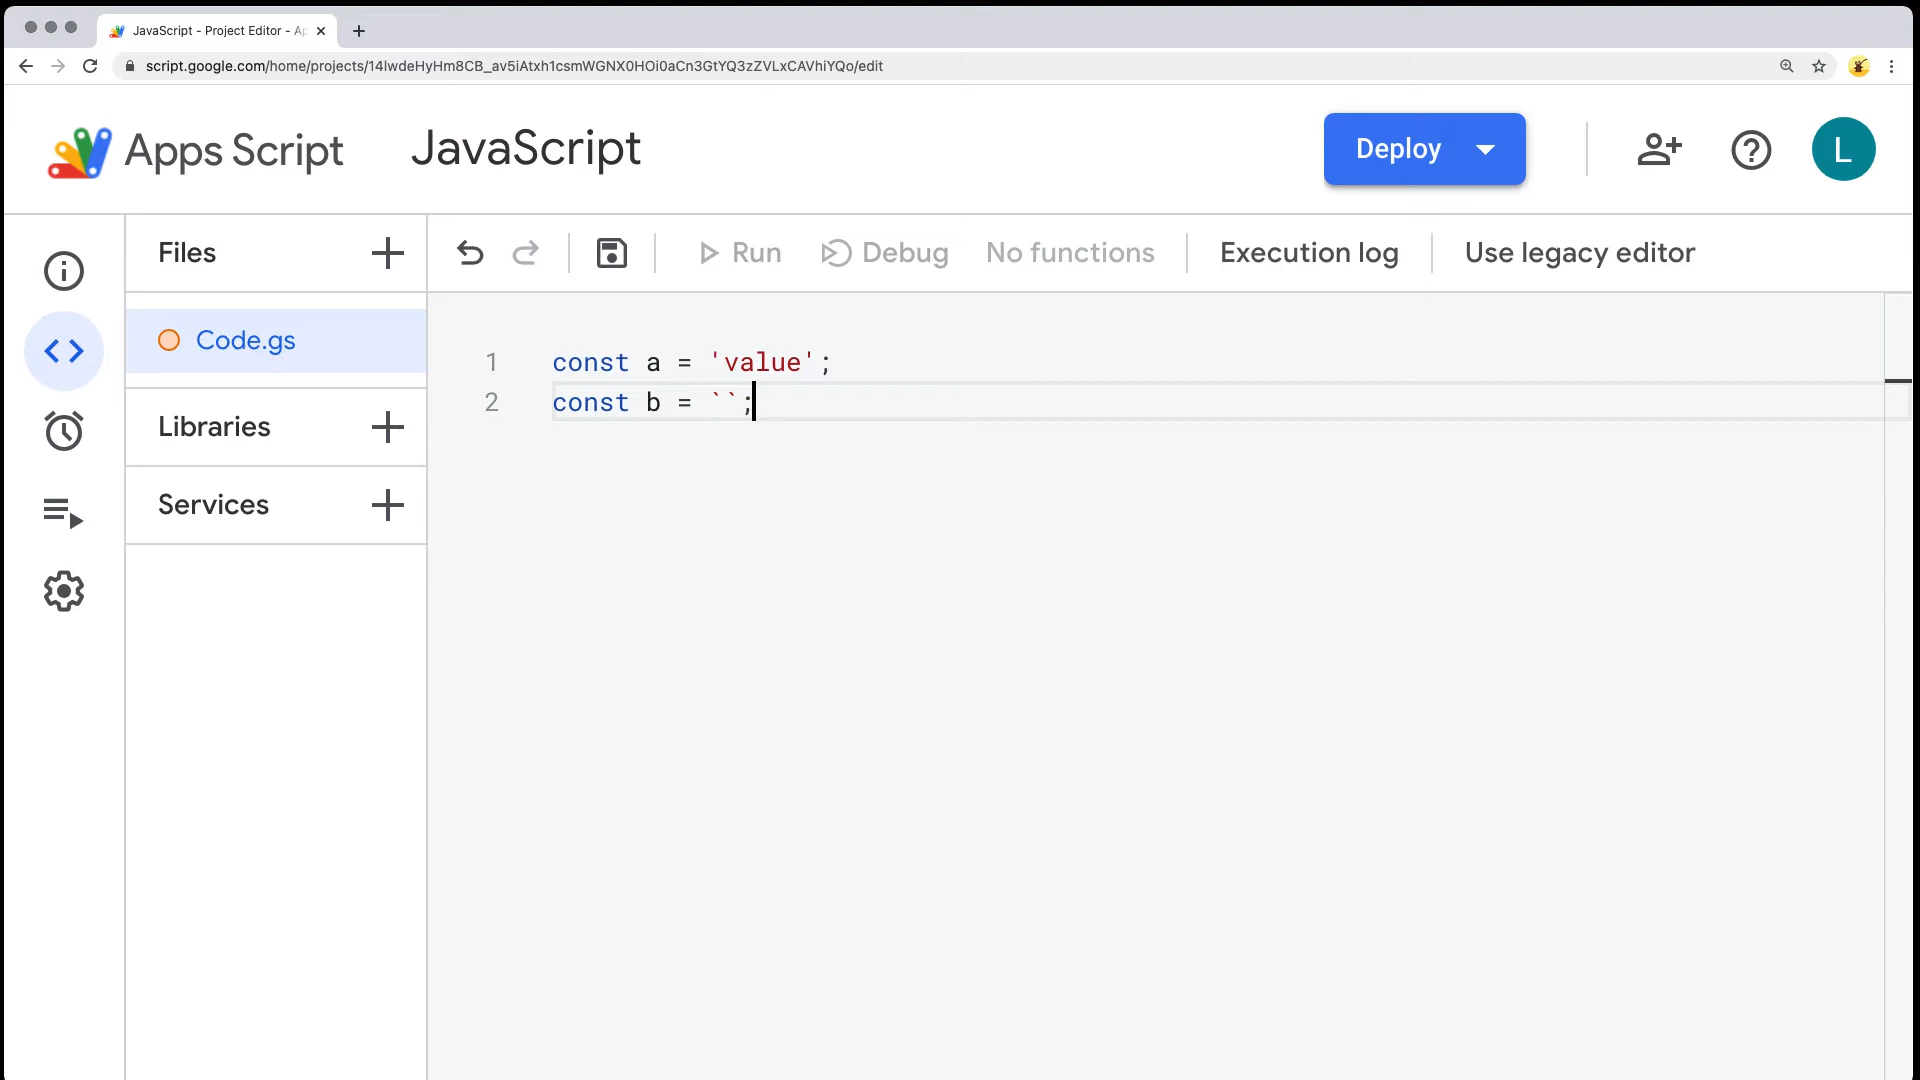 JavaScript - Project Editor - Ap
script.google.com/home/projects/14lwdeHyHm8CB_av5iAtxh1csmWGNX0HOi0aCn3GtYQ3zZVLxCAVhiYQo/edit
Apps Script JavaScript Deploy L
Files Run Debug No functions Execution log Use legacy editor
Code.gs
1 const a = 'value';
2 const b = ``;
Libraries
Services